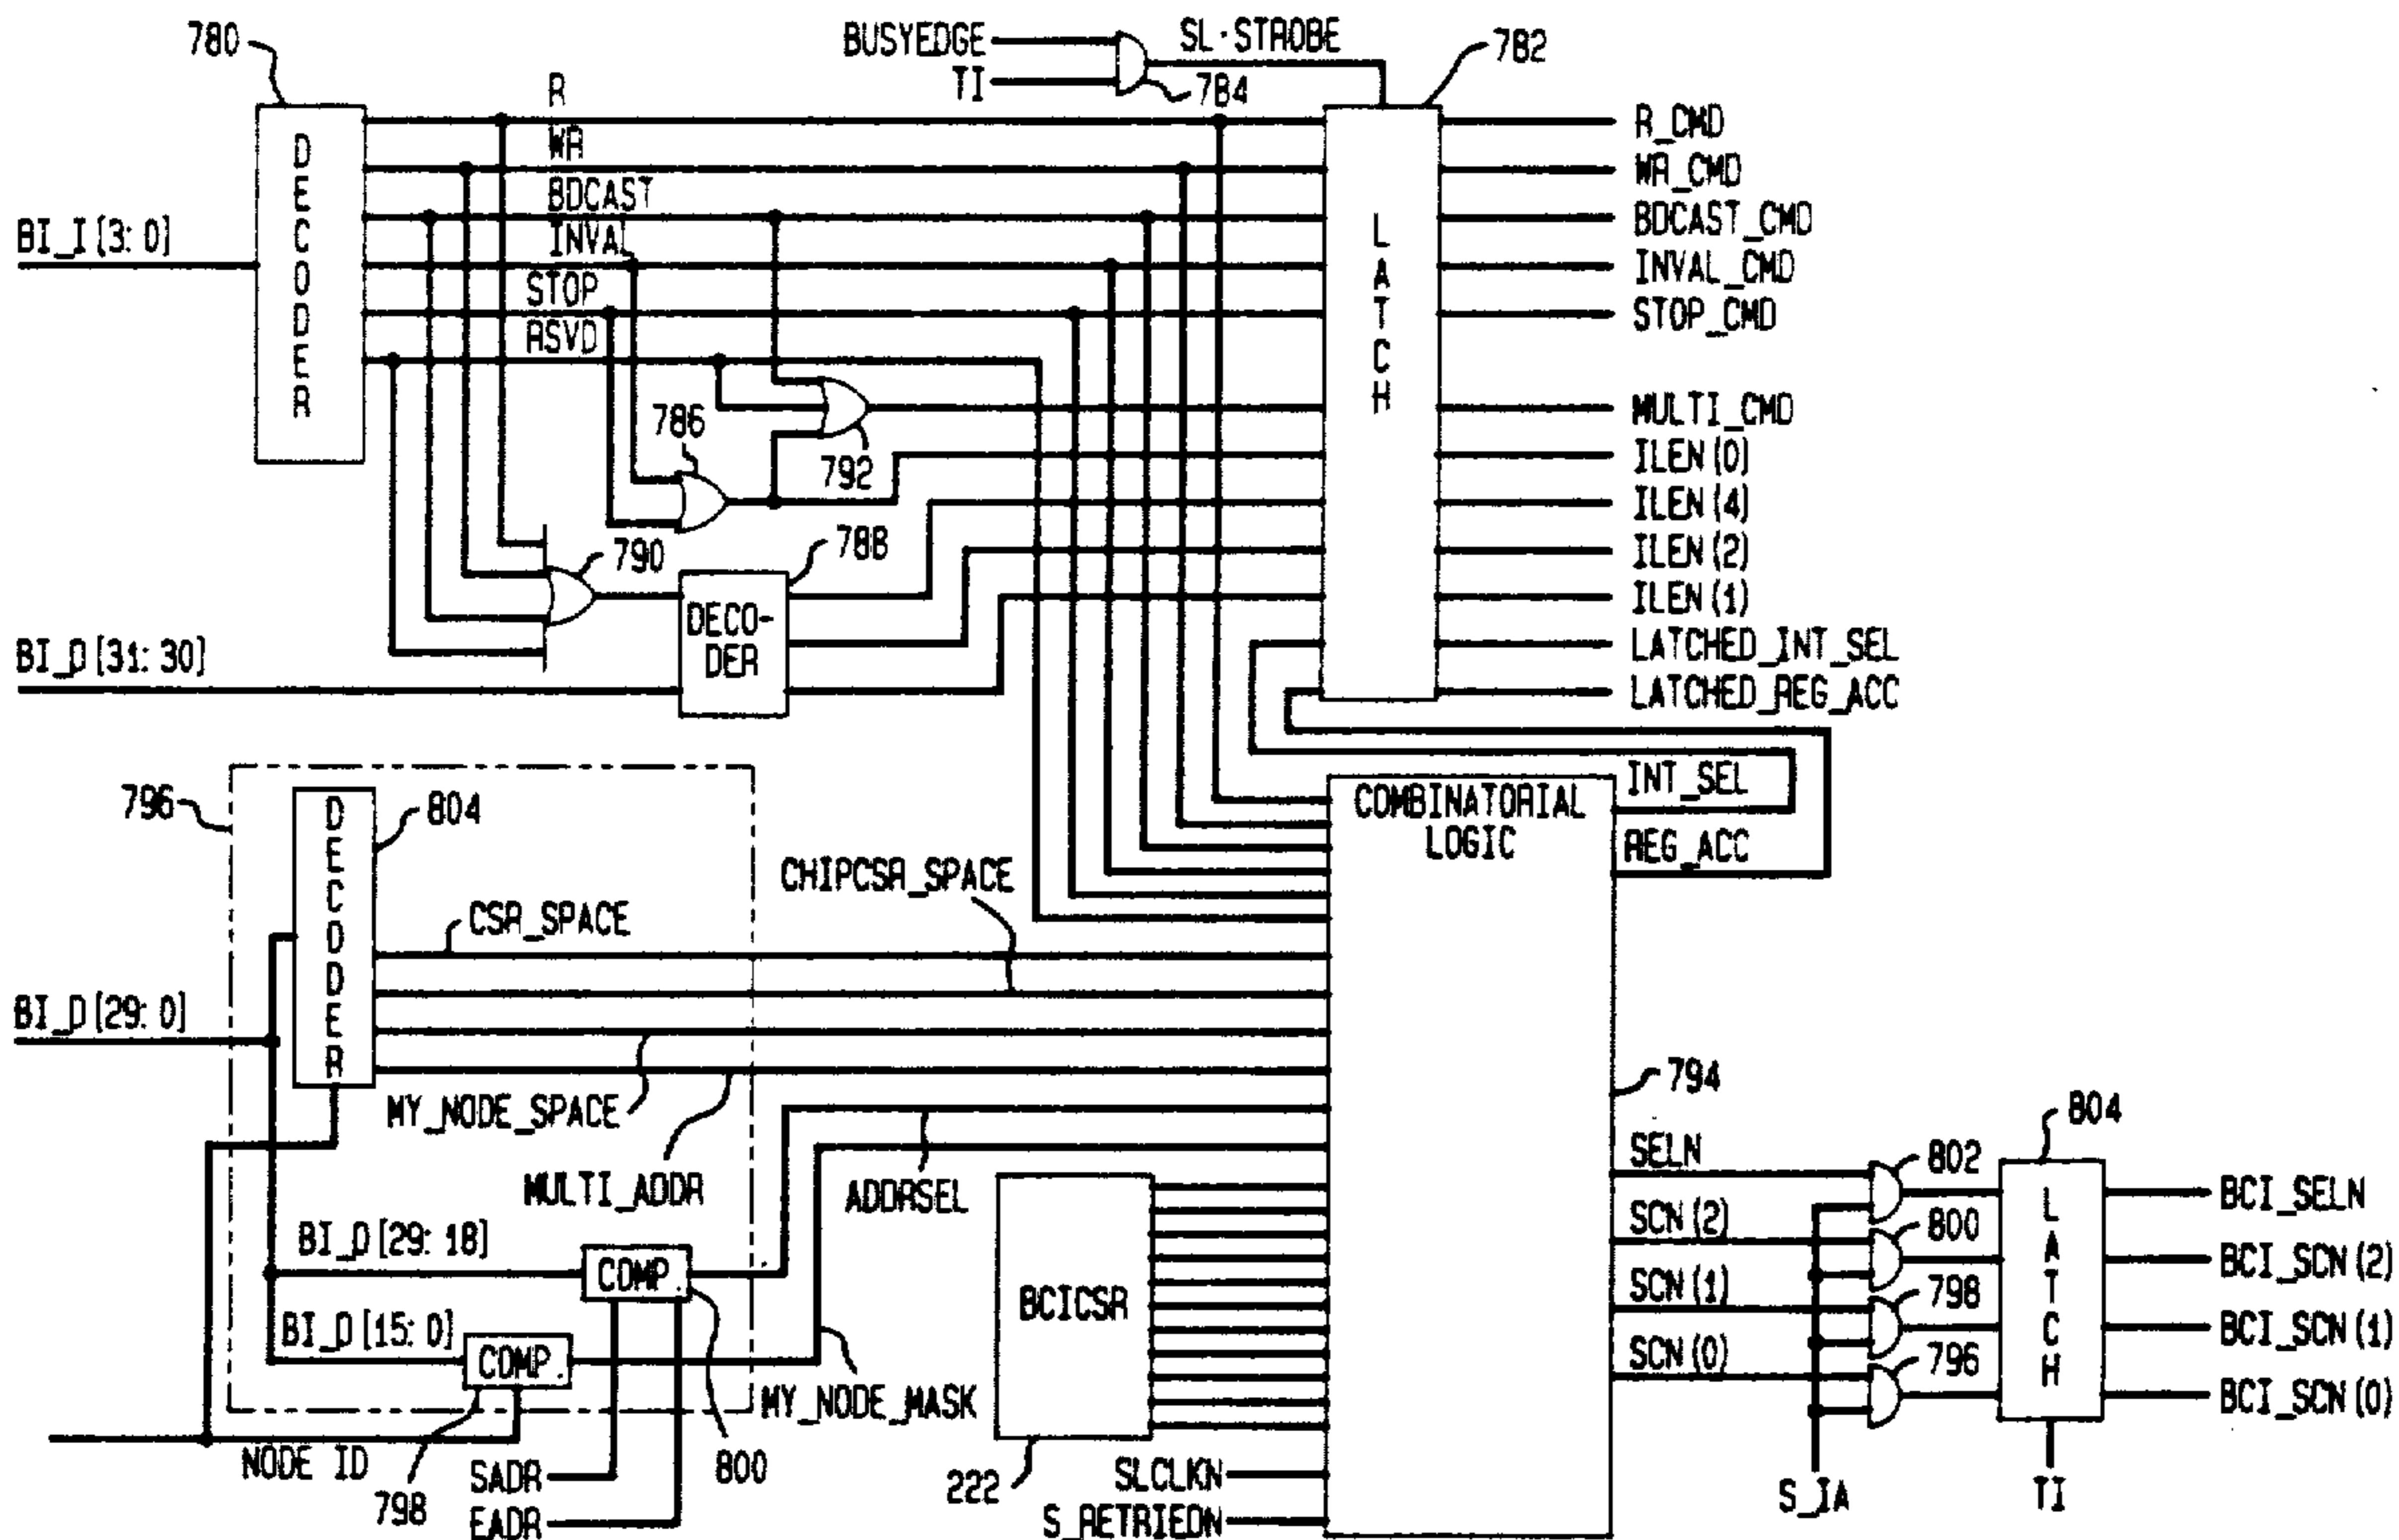 780
BUSYEDGE
TI
SL·STROBE
784
782
DECODER
BI_I [3: 0]
R
WR
BDCAST
INVAL
STOP
RSVD
LATCH
R_CMD
WR_CMD
BDCAST_CMD
INVAL_CMD
STOP_CMD
MULTI_CMD
ILEN (0)
ILEN (4)
ILEN (2)
ILEN (1)
LATCHED_INT_SEL
LATCHED_REG_ACC
786
792
790
788
DECO-
DER
BI_D [31: 30]
796
DECODER
804
CSR_SPACE
CHIPCSR_SPACE
COMBINATORIAL
LOGIC
INT_SEL
REG_ACC
BI_D [29: 0]
MY_NODE_SPACE
MULTI_ADDR
ADDRSEL
794
BI_D [29: 18]
COMP.
BI_D [15: 0]
COMP.
MY_NODE_MASK
NODE ID
798
800
SADR
EADR
BCICSR
222
SLCLKN
S_RETRIEDN
SELN
SCN (2)
SCN (1)
SCN (0)
802
800
798
796
804
LATCH
BCI_SELN
BCI_SCN (2)
BCI_SCN (1)
BCI_SCN (0)
S_IA
TI